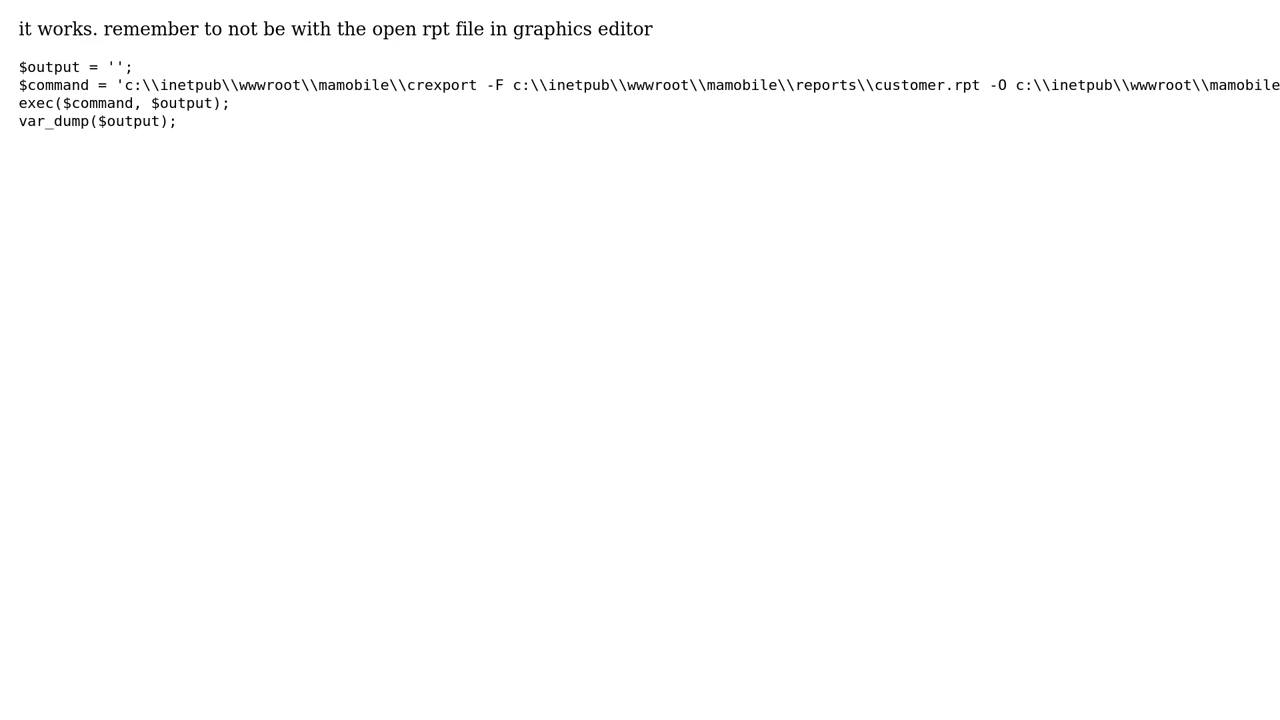 it works. remember to not be with the open rpt file in graphics editor
$output = '';
$command = 'c:\\inetpub\\wwwroot\\mamobile\\crexport -F c:\\inetpub\\wwwroot\\mamobile\\reports\\customer.rpt -O c:\\inetpub\\wwwroot\\mamobile
exec($command, $output);
var_dump($output);